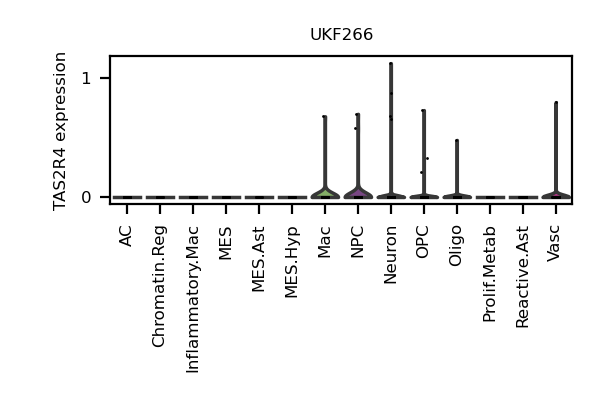 UKF266
TAS2R4 expression
1
0
AC
Chromatin.Reg
Inflammatory.Mac
MES
MES.Ast
MES.Hyp
Mac
NPC
Neuron
OPC
Oligo
Prolif.Metab
Reactive.Ast
Vasc